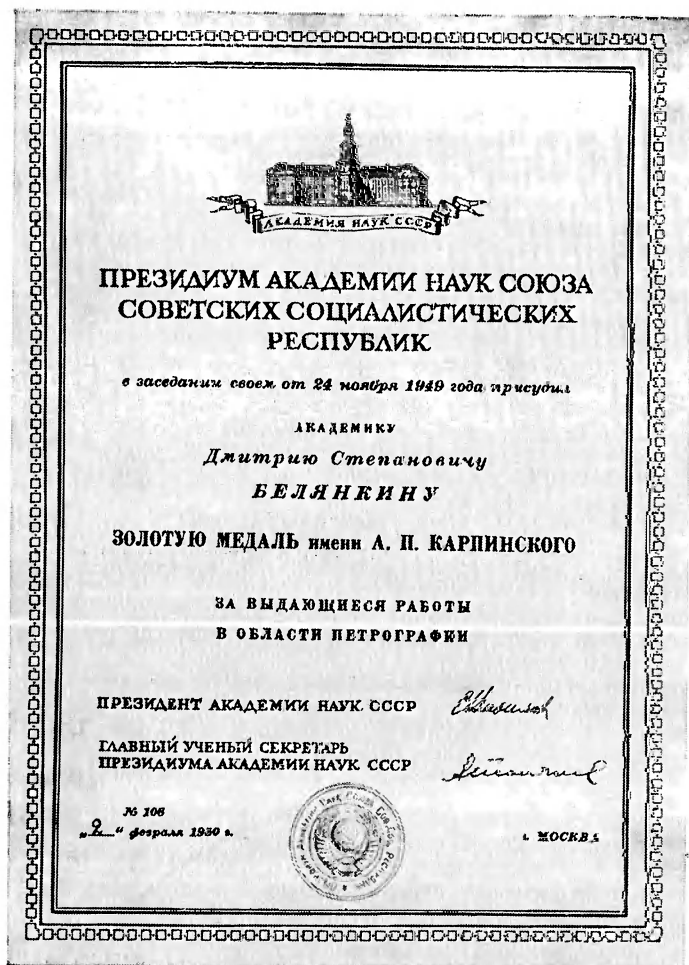 АКАДЕМИЯ НАУК СССР
ПРЕЗИДИУМ АКАДЕМИИ НАУК СОЮЗА
СОВЕТСКИХ СОЦИАЛИСТИЧЕСКИХ
РЕСПУБЛИК
в заседании своем от 24 ноября 1949 года присудил
АКАДЕМИКУ
Дмитрию Степановичу
БЕЛЯНКИНУ
ЗОЛОТУЮ МЕДАЛЬ имени А. П. КАРПИНСКОГО
ЗА ВЫДАЮЩИЕСЯ РАБОТЫ
В ОБЛАСТИ ПЕТРОГРАФИИ
ПРЕЗИДЕНТ АКАДЕМИИ НАУК СССР
ГЛАВНЫЙ УЧЕНЫЙ СЕКРЕТАРЬ
ПРЕЗИДИУМА АКАДЕМИИ НАУК СССР
№ 106
„2“ февраля 1950 г.
г. МОСКВА